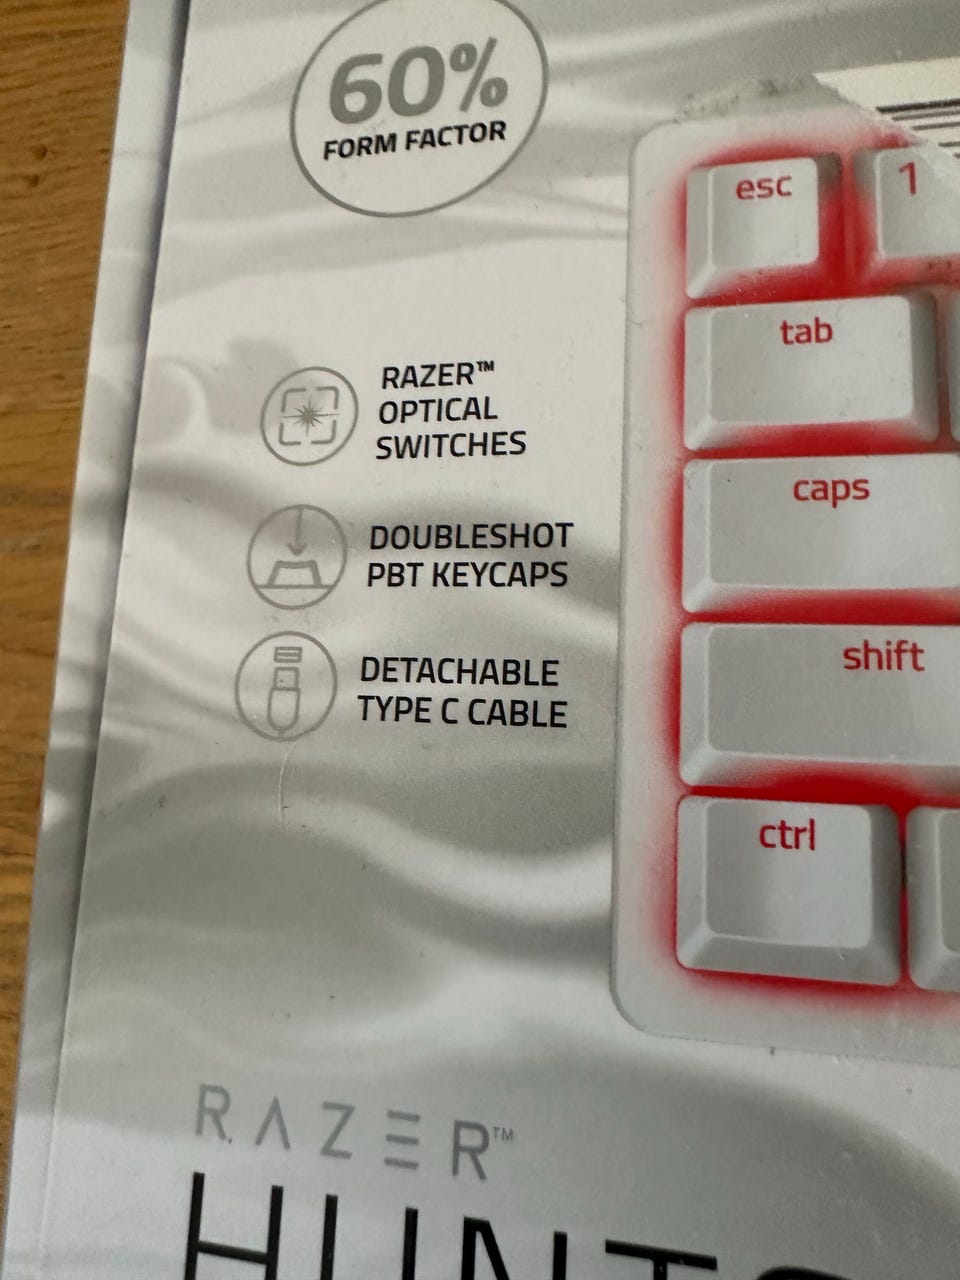 60%
FORM FACTOR
esc
1
tab
RAZER™
OPTICAL
SWITCHES
caps
DOUBLESHOT
PBT KEYCAPS
shift
DETACHABLE
TYPE C CABLE
ctrl
RAZER™